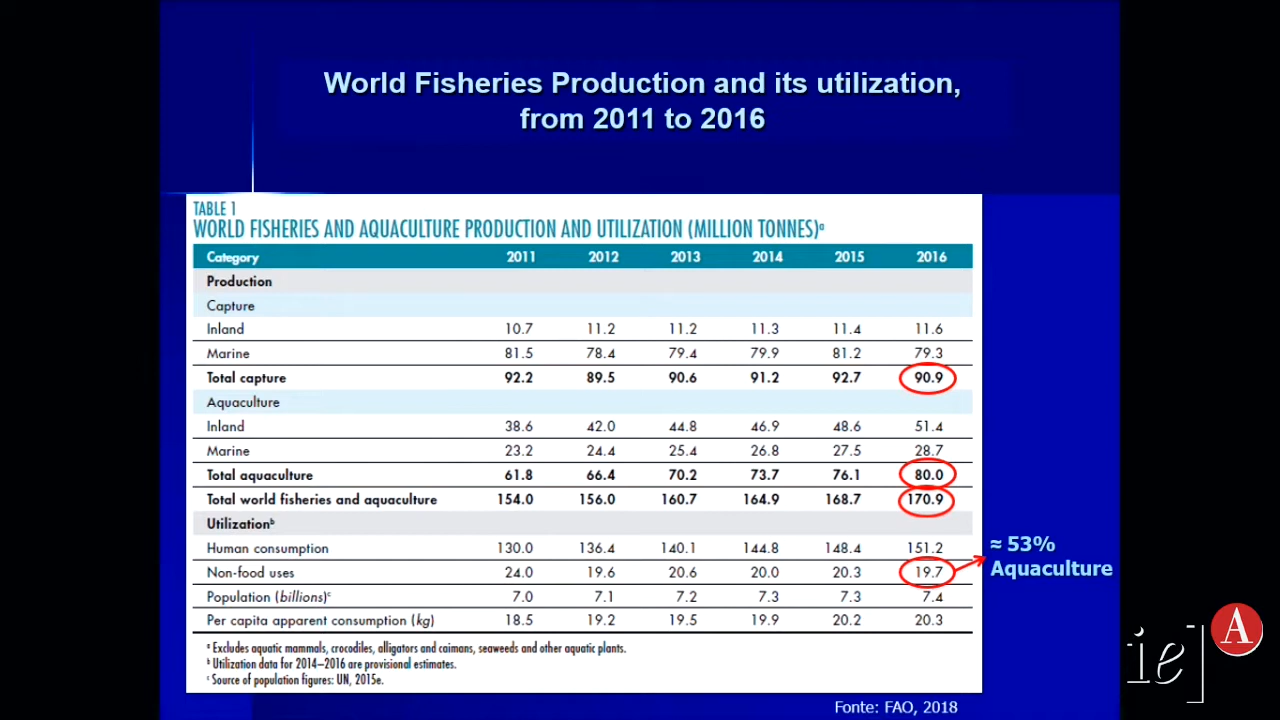 World Fisheries Production and its utilization,
from 2011 to 2016
TABLE 1
WORLD FISHERIES AND AQUACULTURE PRODUCTION AND UTILIZATION (MILLION TONNES)ᵃ
Category 2011 2012 2013 2014 2015 2016
Production
Capture
Inland 10.7 11.2 11.2 11.3 11.4 11.6
Marine 81.5 78.4 79.4 79.9 81.2 79.3
Total capture 92.2 89.5 90.6 91.2 92.7 90.9
Aquaculture
Inland 38.6 42.0 44.8 46.9 48.6 51.4
Marine 23.2 24.4 25.4 26.8 27.5 28.7
Total aquaculture 61.8 66.4 70.2 73.7 76.1 80.0
Total world fisheries and aquaculture 154.0 156.0 160.7 164.9 168.7 170.9
Utilizationᵇ
Human consumption 130.0 136.4 140.1 144.8 148.4 151.2
Non-food uses 24.0 19.6 20.6 20.0 20.3 19.7
Population (billions)ᶜ 7.0 7.1 7.2 7.3 7.3 7.4
Per capita apparent consumption (kg) 18.5 19.2 19.5 19.9 20.2 20.3
≈ 53%
Aquaculture
ᵃ Excludes aquatic mammals, crocodiles, alligators and caimans, seaweeds and other aquatic plants.
ᵇ Utilization data for 2014–2016 are provisional estimates.
ᶜ Source of population figures: UN, 2015e.
Fonte: FAO, 2018
ie]
A